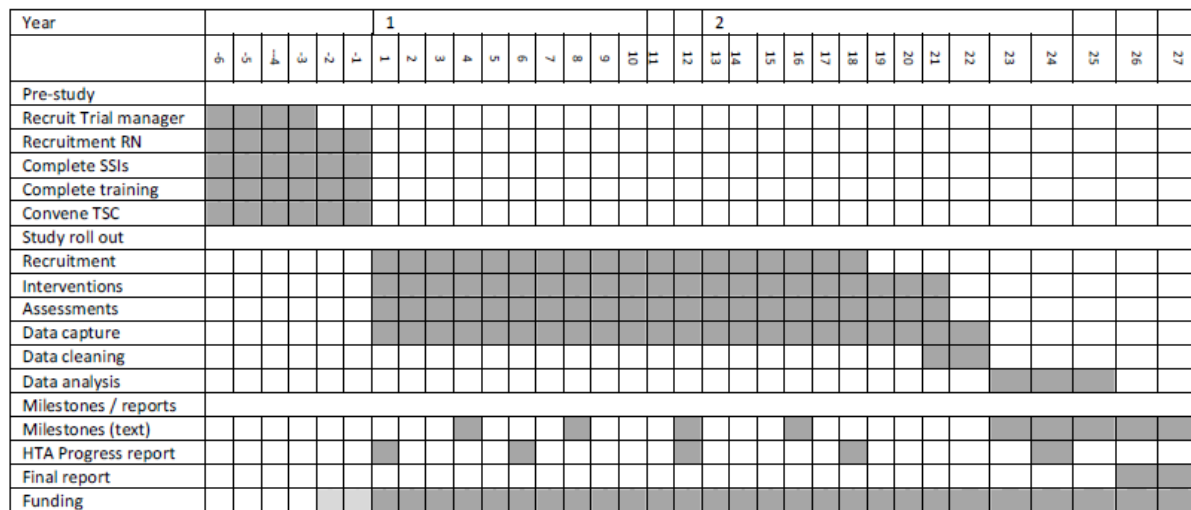 Year 1 2
-6 -5 -4 -3 -2 -1 1 2 3 4 5 6 7 8 9 10 11 12 13 14 15 16 17 18 19 20 21 22 23 24 25 26 27
Pre-study
Recruit Trial manager
Recruitment RN
Complete SSIs
Complete training
Convene TSC
Study roll out
Recruitment
Interventions
Assessments
Data capture
Data cleaning
Data analysis
Milestones / reports
Milestones (text)
HTA Progress report
Final report
Funding